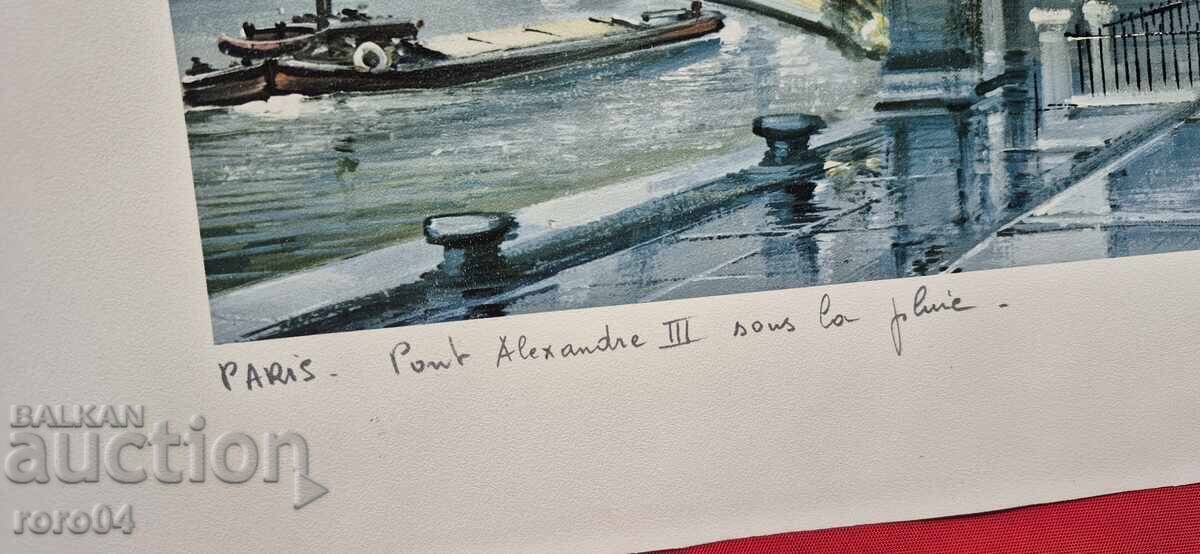 PARIS - Pont Alexandre III sous la pluie -
BALKAN
auction
roro04